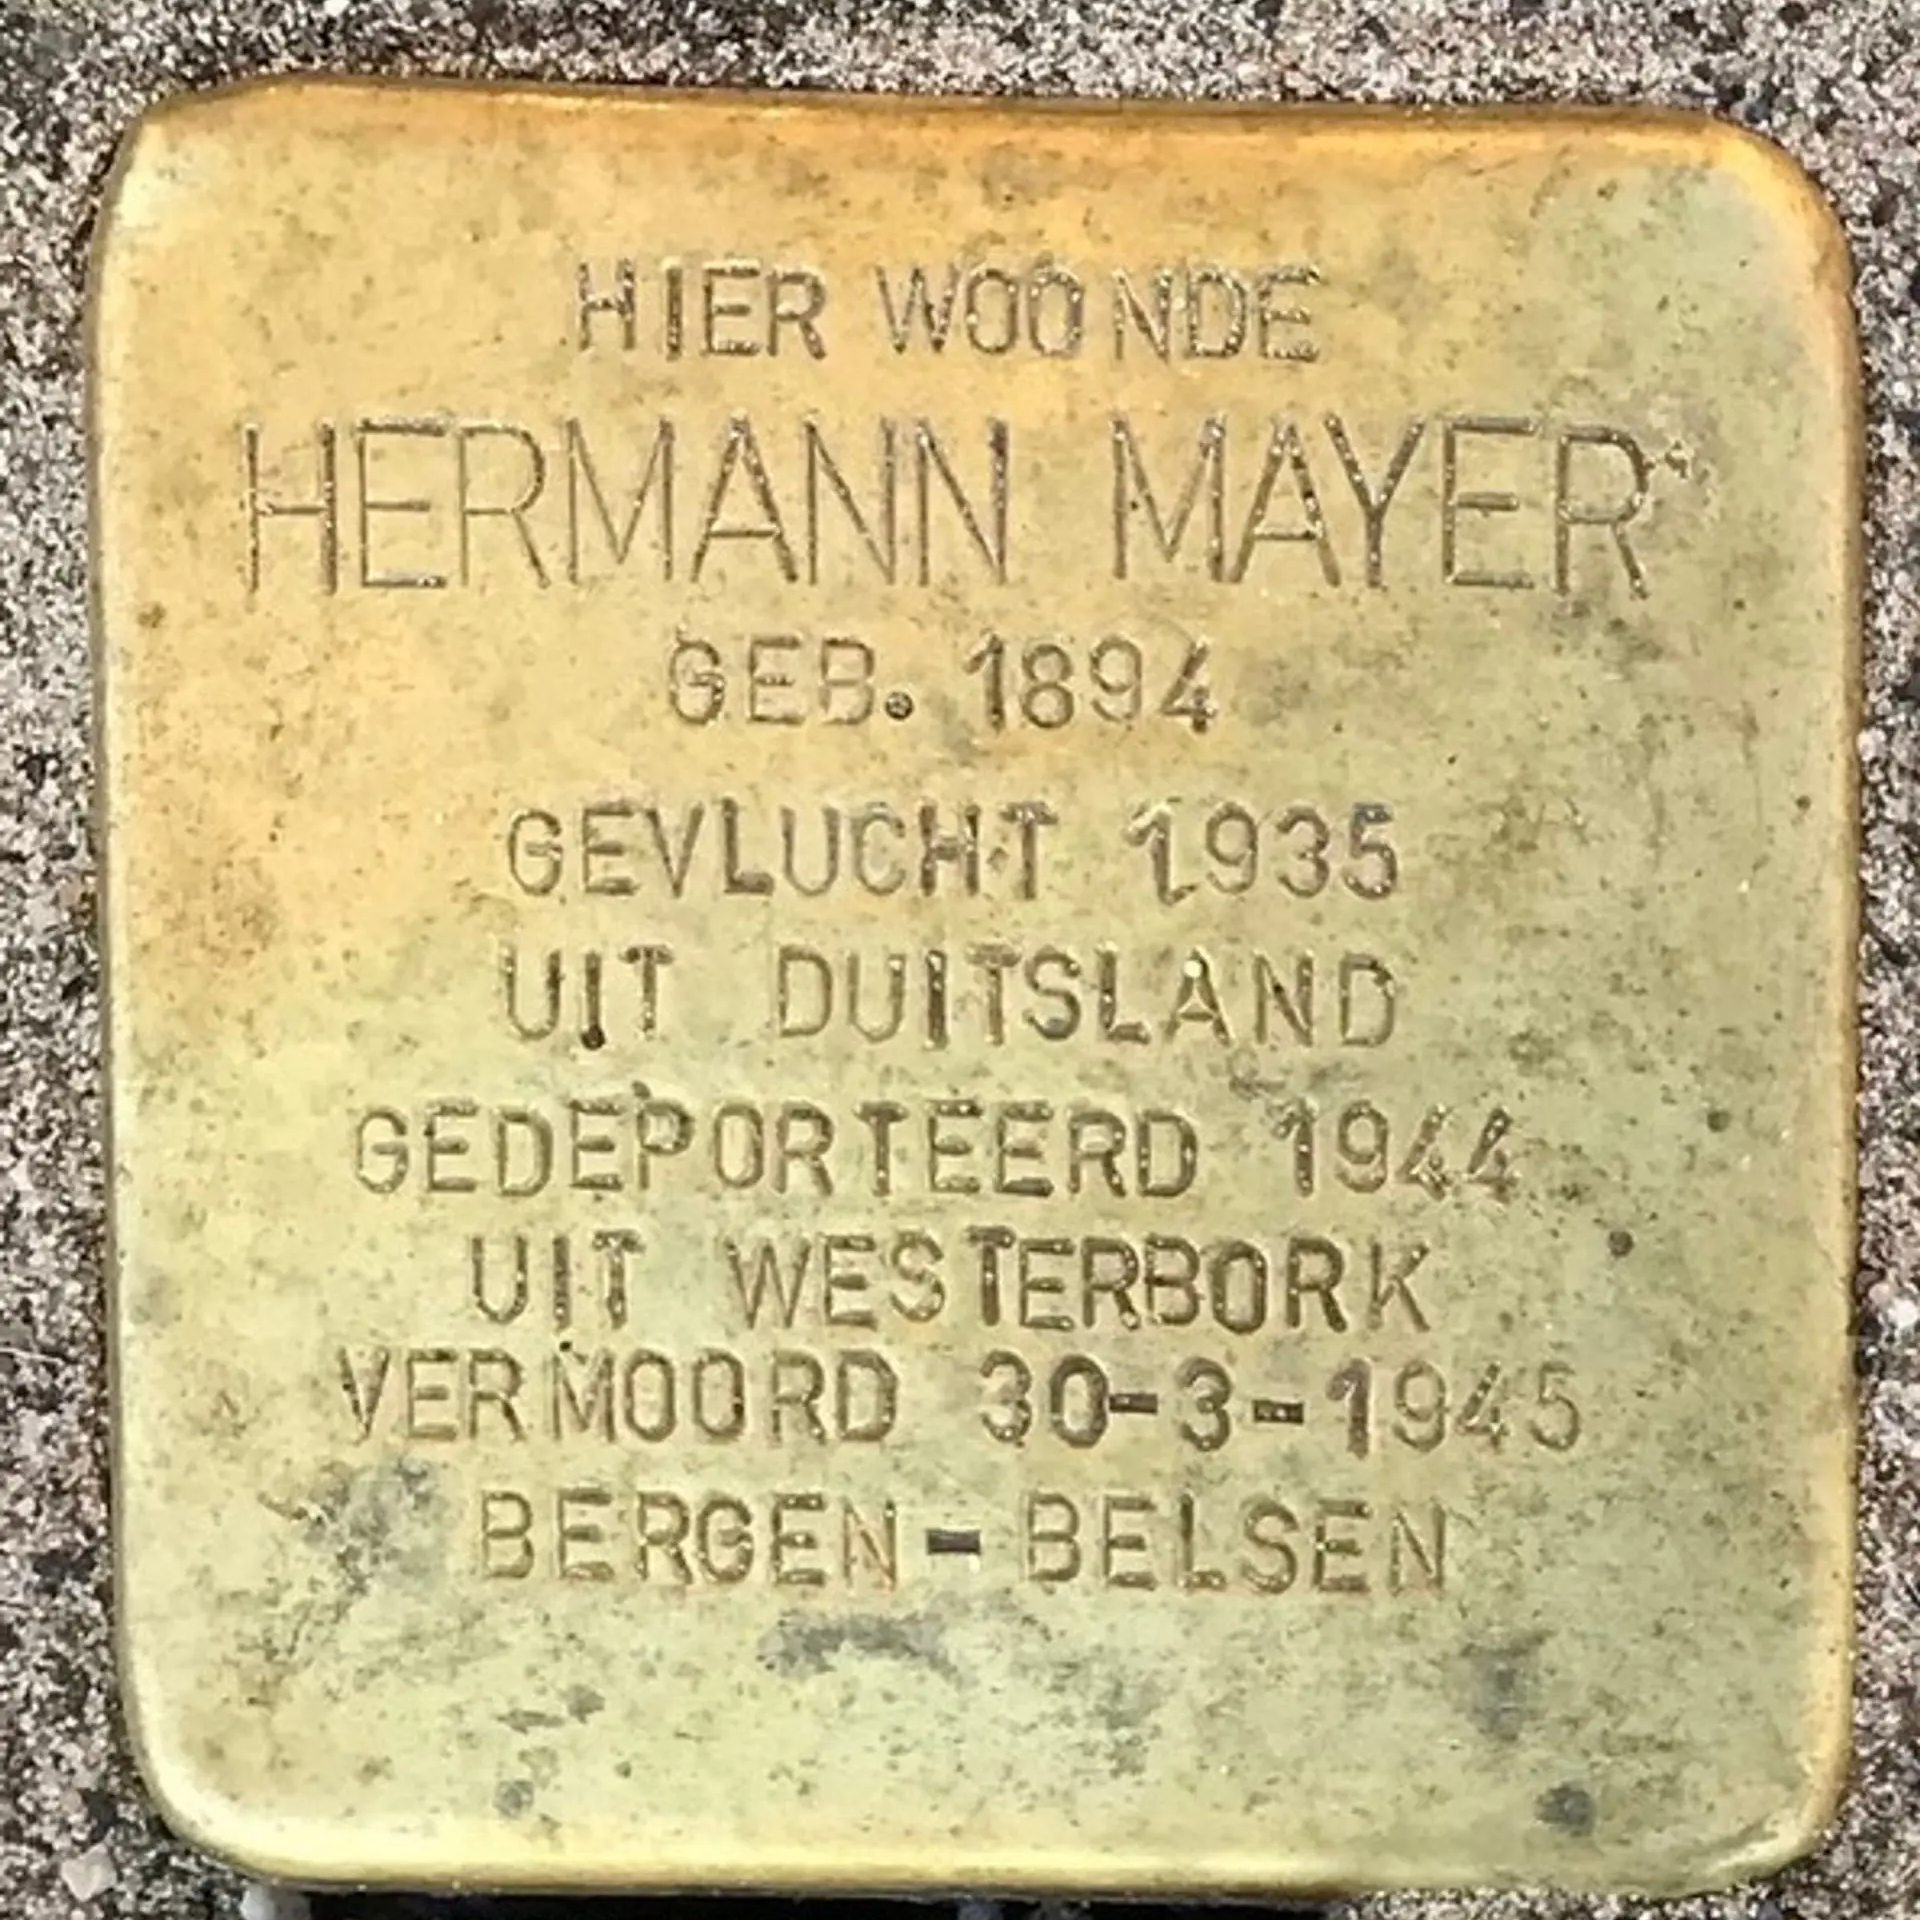 HIER WOONDE
HERMANN MAYER
GEB. 1894
GEVLUCHT 1935
UIT DUITSLAND
GEDEPORTEERD 1944
UIT WESTERBORK
VERMOORD 30-3-1945
BERGEN-BELSEN